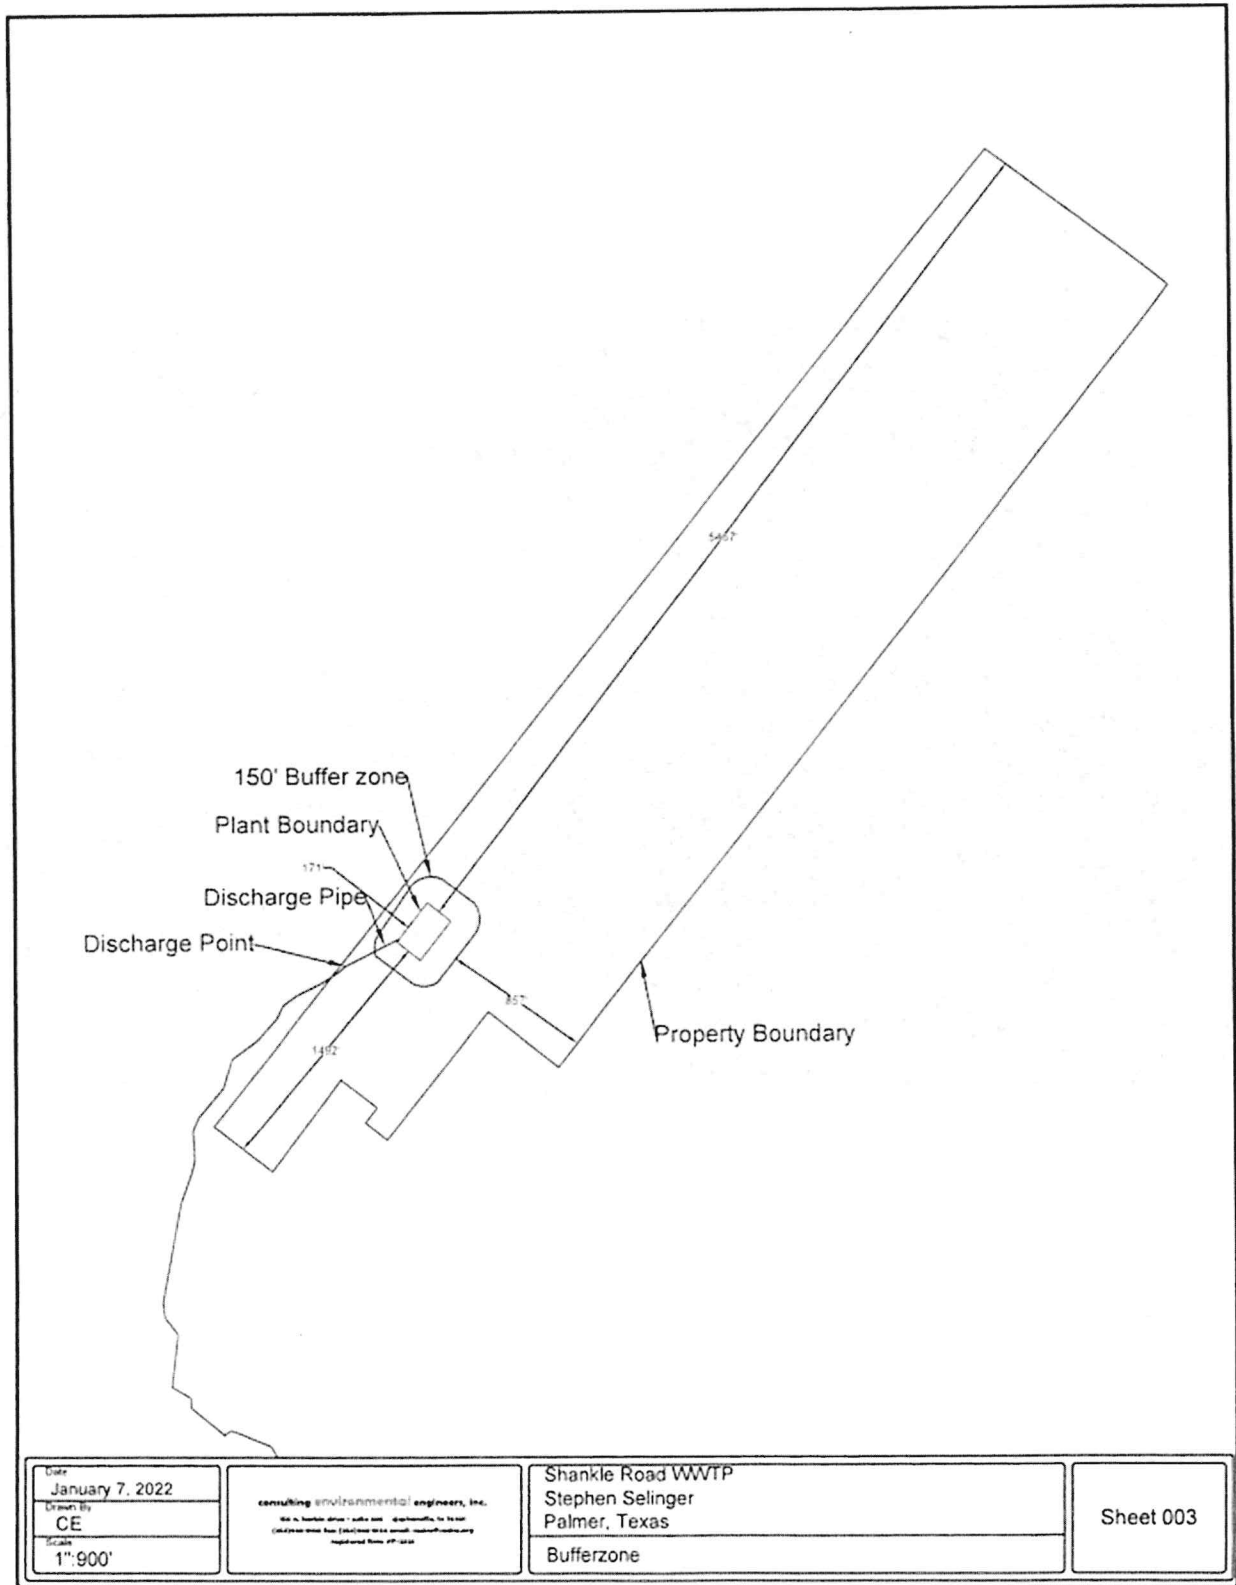 5467'
150' Buffer zone
Plant Boundary
171'
Discharge Pipe
Discharge Point
857'
Property Boundary
1492'
Date
January 7, 2022
Drawn By
CE
Scale
1":900'
consulting environmental engineers, inc.
Shankle Road WWTP
Stephen Selinger
Palmer, Texas
Bufferzone
Sheet 003